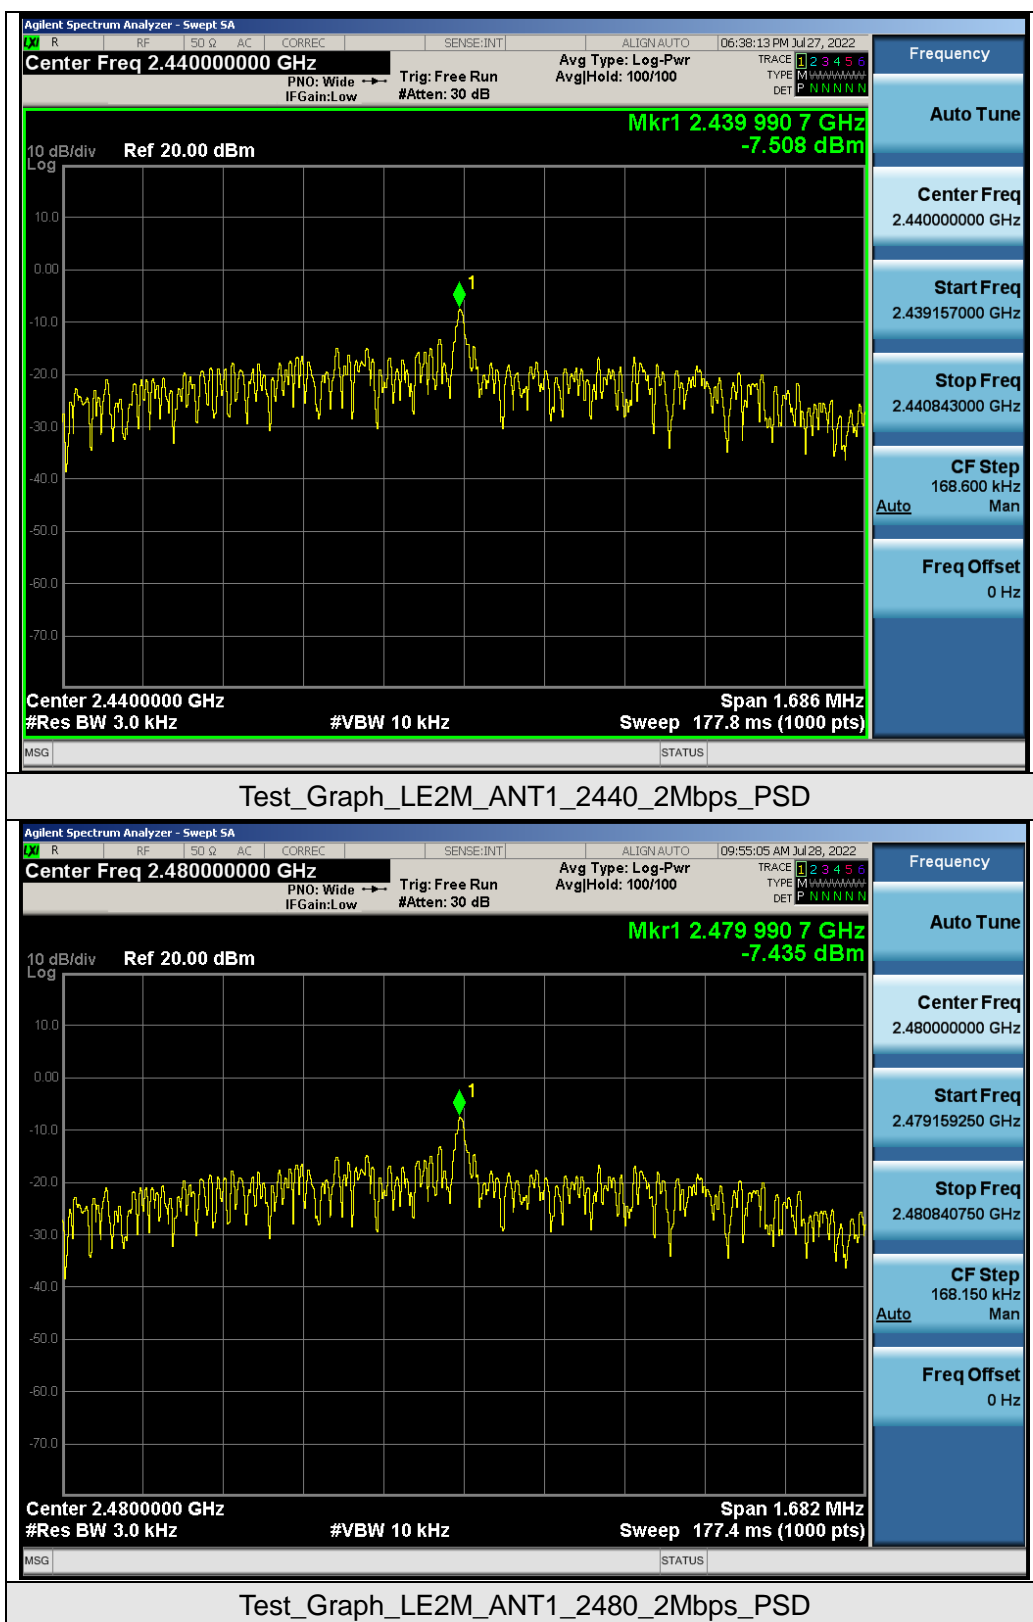 Agilent Spectrum Analyzer - Swept SA
LXI R RF 50 Ω AC CORREC SENSE:INT ALIGN AUTO 06:38:13 PM Jul 27, 2022
Center Freq 2.440000000 GHz
PNO: Wide
IFGain:Low
Trig: Free Run
#Atten: 30 dB
Avg Type: Log-Pwr
Avg|Hold: 100/100
TRACE 1 2 3 4 5 6
TYPE M
DET P N N N N N
Mkr1 2.439 990 7 GHz
-7.508 dBm
10 dB/div Ref 20.00 dBm
Log
10.0
0.00
1
-10.0
-20.0
-30.0
-40.0
-50.0
-60.0
-70.0
Center 2.4400000 GHz Span 1.686 MHz
#Res BW 3.0 kHz #VBW 10 kHz Sweep 177.8 ms (1000 pts)
MSG STATUS
Frequency
Auto Tune
Center Freq
2.440000000 GHz
Start Freq
2.439157000 GHz
Stop Freq
2.440843000 GHz
CF Step
168.600 kHz
Auto Man
Freq Offset
0 Hz
Test_Graph_LE2M_ANT1_2440_2Mbps_PSD
Agilent Spectrum Analyzer - Swept SA
LXI R RF 50 Ω AC CORREC SENSE:INT ALIGN AUTO 09:55:05 AM Jul 28, 2022
Center Freq 2.480000000 GHz
PNO: Wide
IFGain:Low
Trig: Free Run
#Atten: 30 dB
Avg Type: Log-Pwr
Avg|Hold: 100/100
TRACE 1 2 3 4 5 6
TYPE M
DET P N N N N N
Mkr1 2.479 990 7 GHz
-7.435 dBm
10 dB/div Ref 20.00 dBm
Log
10.0
0.00
1
-10.0
-20.0
-30.0
-40.0
-50.0
-60.0
-70.0
Center 2.4800000 GHz Span 1.682 MHz
#Res BW 3.0 kHz #VBW 10 kHz Sweep 177.4 ms (1000 pts)
MSG STATUS
Frequency
Auto Tune
Center Freq
2.480000000 GHz
Start Freq
2.479159250 GHz
Stop Freq
2.480840750 GHz
CF Step
168.150 kHz
Auto Man
Freq Offset
0 Hz
Test_Graph_LE2M_ANT1_2480_2Mbps_PSD